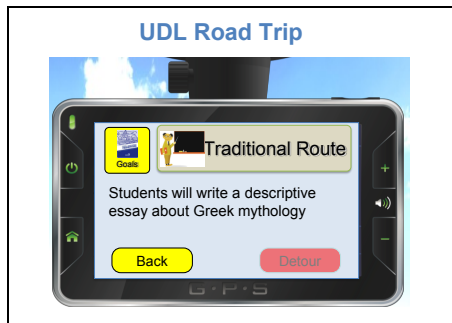 UDL Road Trip
Goals
Traditional Route
Students will write a descriptive
essay about Greek mythology
Back
Detour
G·P·S